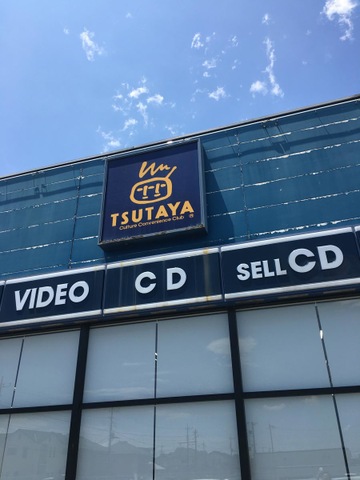 TSUTAYA
Culture Convenience Club
VIDEO
CD
SELL CD